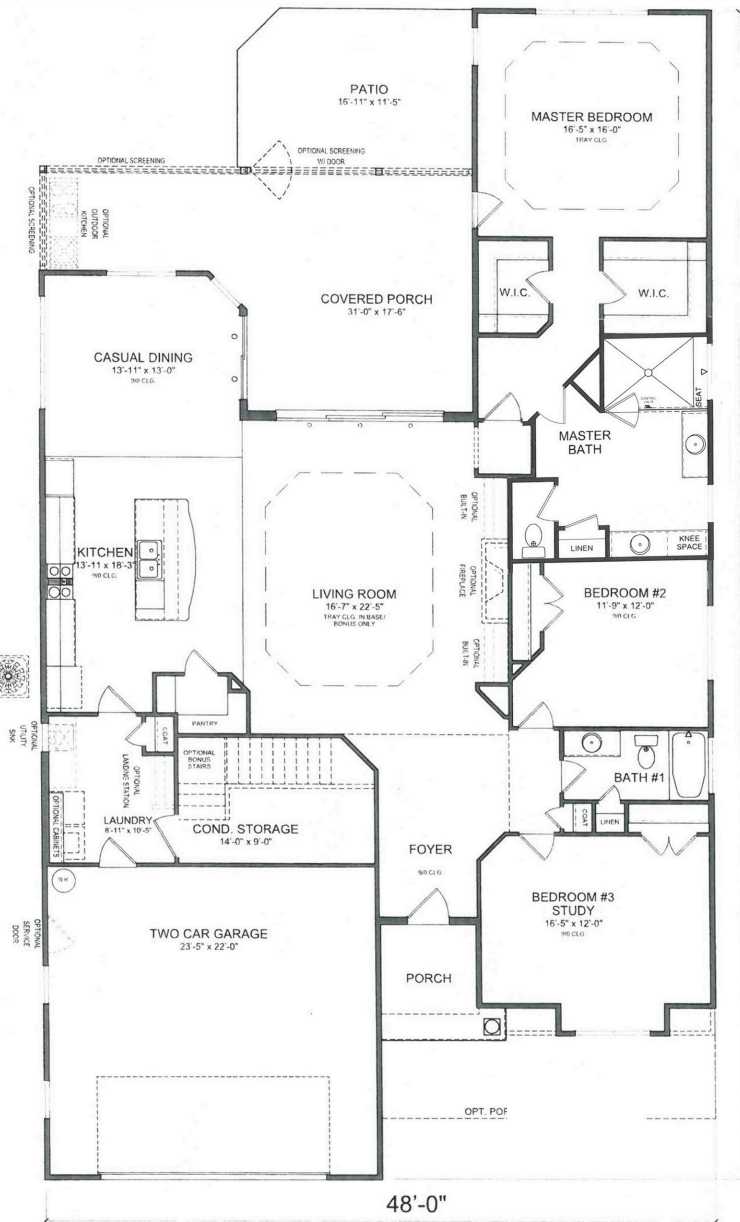 PATIO
16'-11" x 11'-5"
MASTER BEDROOM
16'-5" x 16'-0"
TRAY CLG
OPTIONAL SCREENING
OPTIONAL SCREENING
W/ DOOR
OPTIONAL SCREENING
OPTIONAL
OUTDOOR
KITCHEN
W.I.C.
W.I.C.
COVERED PORCH
31'-0" x 17'-6"
CASUAL DINING
13'-11" x 13'-0"
9/0 CLG
SEAT
MASTER
BATH
OPTIONAL
BUILT-IN
KITCHEN
13'-11 x 18'-3"
9/0 CLG.
LINEN
KNEE
SPACE
OPTIONAL
FIREPLACE
LIVING ROOM
16'-7" x 22'-5"
TRAY CLG. IN BASE/
BONUS ONLY
BEDROOM #2
11'-9" x 12'-0"
9/0 CLG
OPTIONAL
BUILT-IN
PANTRY
OPTIONAL
UTILITY
SINK
COAT
OPTIONAL
BONUS
STAIRS
OPTIONAL
LANDING STATION
BATH #1
OPTIONAL CABINETS
LAUNDRY
8'-11" x 10'-5"
COND. STORAGE
14'-0" x 9'-0"
COAT
LINEN
FOYER
9/0 CLG
W.H
BEDROOM #3
STUDY
16'-5" x 12'-0"
9/0 CLG
OPTIONAL
SERVICE
DOOR
TWO CAR GARAGE
23'-5" x 22'-0"
PORCH
OPT. POR
48'-0"